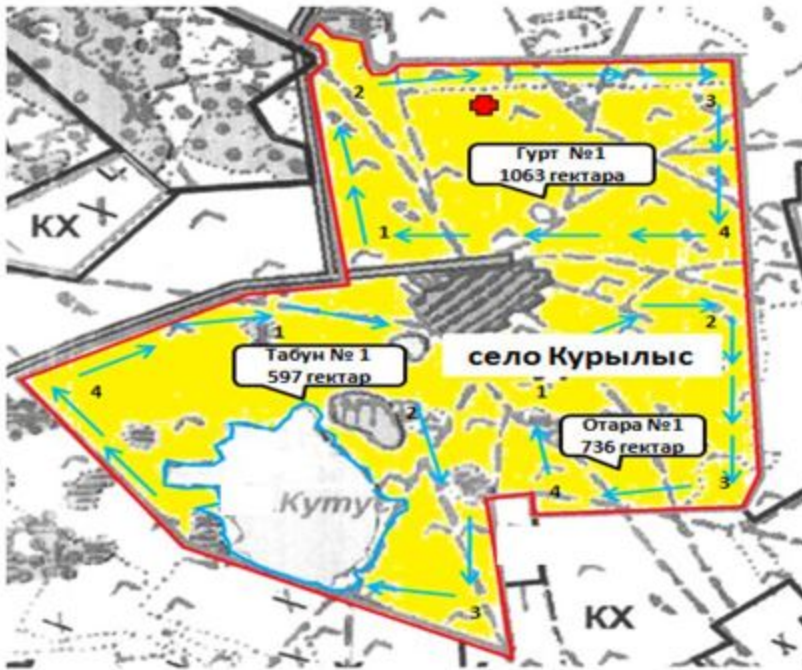 2
3
Гурт №1
1063 гектара
КХ
1
4
1
2
Табун № 1
597 гектар
село Курылыс
4
1
2
Отара №1
736 гектар
3
4
Куту
3
КХ